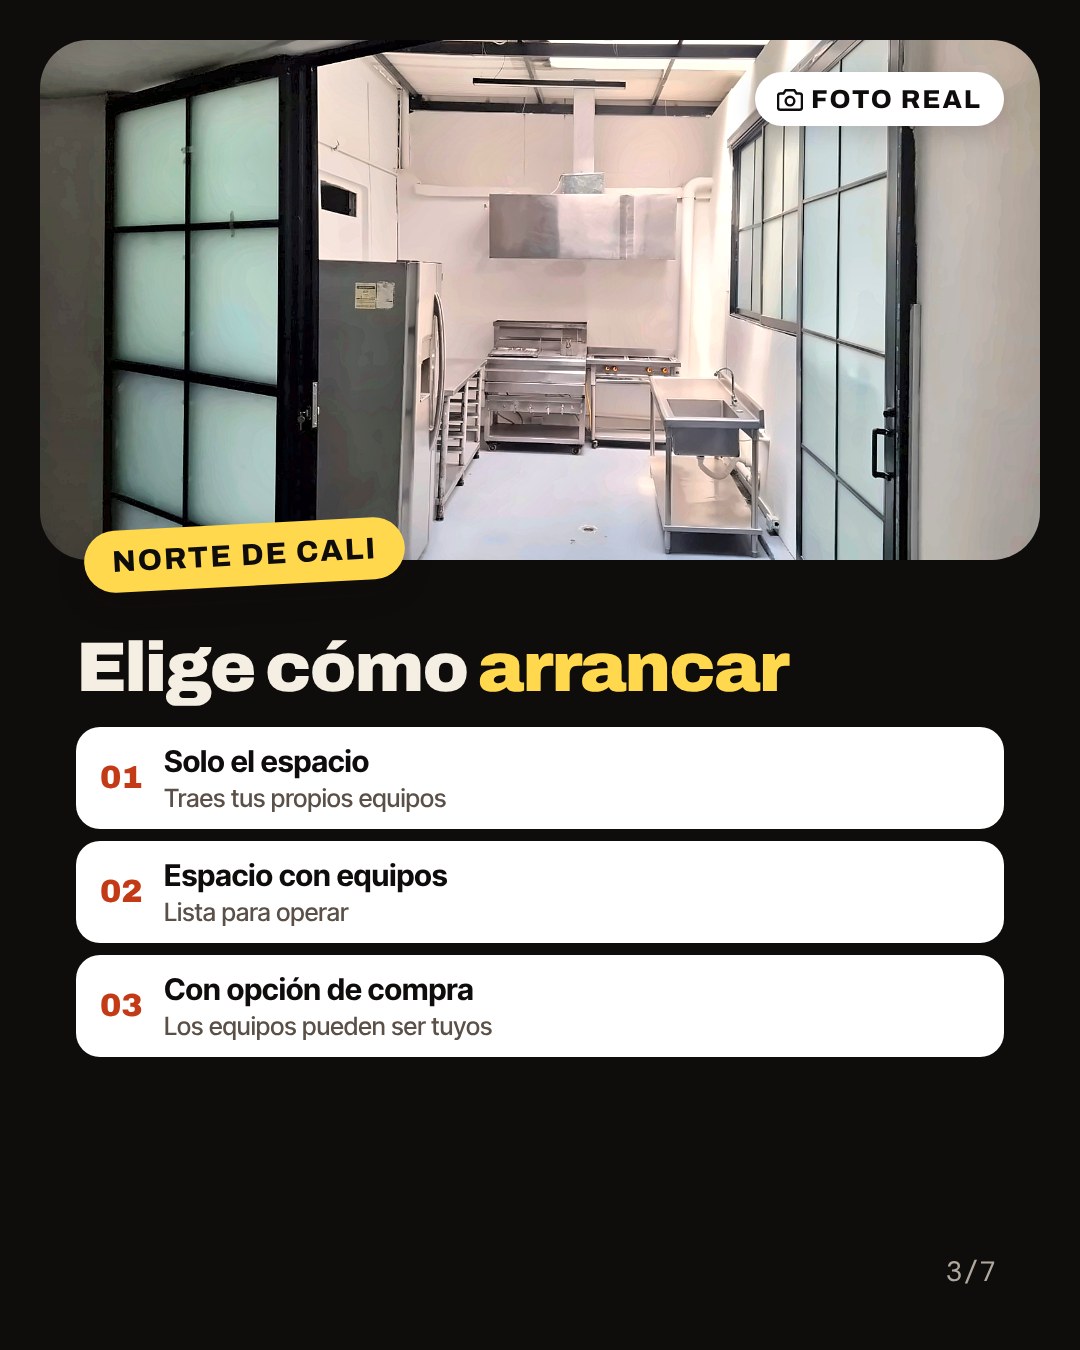 FOTO REAL
NORTE DE CALI
Elige cómo arrancar
01
Solo el espacio
Traes tus propios equipos
02
Espacio con equipos
Lista para operar
03
Con opción de compra
Los equipos pueden ser tuyos
3/7